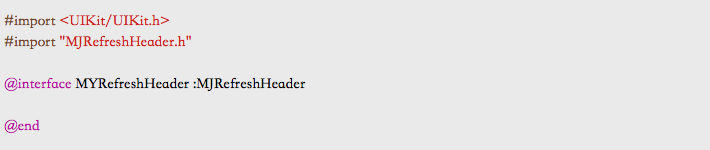 #import <UIKit/UIKit.h>
#import "MJRefreshHeader.h"
@interface MYRefreshHeader :MJRefreshHeader
@end